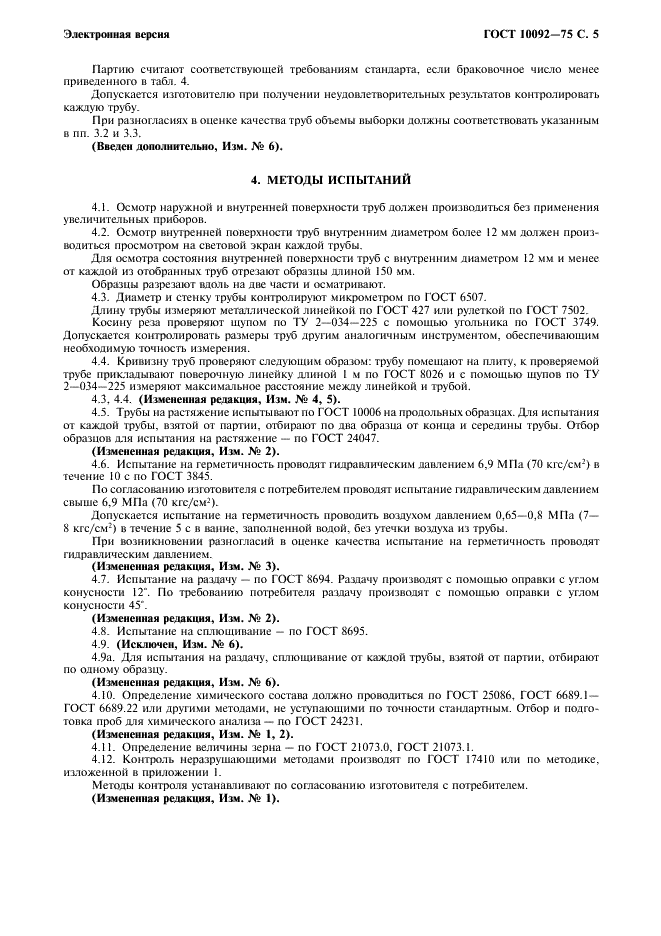 Электронная версия ГОСТ 10092—75 С. 5
Партию считают соответствующей требованиям стандарта, если браковочное число менее
приведенного в табл. 4.
Допускается изготовителю при получении неудовлетворительных результатов контролировать
каждую трубу.
При разногласиях в оценке качества труб объемы выборки должны соответствовать указанным
в пп. 3.2 и 3.3.
(Введен дополнительно, Изм. № 6).
4. МЕТОДЫ ИСПЫТАНИЙ
4.1. Осмотр наружной и внутренней поверхности труб должен производиться без применения
увеличительных приборов.
4.2. Осмотр внутренней поверхности труб внутренним диаметром более 12 мм должен произ-
водиться просмотром на световой экран каждой трубы.
Для осмотра состояния внутренней поверхности труб с внутренним диаметром 12 мм и менее
от каждой из отобранных труб отрезают образцы длиной 150 мм.
Образцы разрезают вдоль на две части и осматривают.
4.3. Диаметр и стенку трубы контролируют микрометром по ГОСТ 6507.
Длину трубы измеряют металлической линейкой по ГОСТ 427 или рулеткой по ГОСТ 7502.
Косину реза проверяют щупом по ТУ 2—034—225 с помощью угольника по ГОСТ 3749.
Допускается контролировать размеры труб другим аналогичным инструментом, обеспечивающим
необходимую точность измерения.
4.4. Кривизну труб проверяют следующим образом: трубу помещают на плиту, к проверяемой
трубе прикладывают поверочную линейку длиной 1 м по ГОСТ 8026 и с помощью щупов по ТУ
2—034—225 измеряют максимальное расстояние между линейкой и трубой.
4.3, 4.4. (Измененная редакция, Изм. № 4, 5).
4.5. Трубы на растяжение испытывают по ГОСТ 10006 на продольных образцах. Для испытания
от каждой трубы, взятой от партии, отбирают по два образца от конца и середины трубы. Отбор
образцов для испытания на растяжение — по ГОСТ 24047.
(Измененная редакция, Изм. № 2).
4.6. Испытание на герметичность проводят гидравлическим давлением 6,9 МПа (70 кгс/см²) в
течение 10 с по ГОСТ 3845.
По согласованию изготовителя с потребителем проводят испытание гидравлическим давлением
свыше 6,9 МПа (70 кгс/см²).
Допускается испытание на герметичность проводить воздухом давлением 0,65—0,8 МПа (7—
8 кгс/см²) в течение 5 с в ванне, заполненной водой, без утечки воздуха из трубы.
При возникновении разногласий в оценке качества испытание на герметичность проводят
гидравлическим давлением.
(Измененная редакция, Изм. № 3).
4.7. Испытание на раздачу — по ГОСТ 8694. Раздачу производят с помощью оправки с углом
конусности 12°. По требованию потребителя раздачу производят с помощью оправки с углом
конусности 45°.
(Измененная редакция, Изм. № 2).
4.8. Испытание на сплющивание — по ГОСТ 8695.
4.9. (Исключен, Изм. № 6).
4.9а. Для испытания на раздачу, сплющивание от каждой трубы, взятой от партии, отбирают
по одному образцу.
(Измененная редакция, Изм. № 6).
4.10. Определение химического состава должно проводиться по ГОСТ 25086, ГОСТ 6689.1—
ГОСТ 6689.22 или другими методами, не уступающими по точности стандартным. Отбор и подго-
товка проб для химического анализа — по ГОСТ 24231.
(Измененная редакция, Изм. № 1, 2).
4.11. Определение величины зерна — по ГОСТ 21073.0, ГОСТ 21073.1.
4.12. Контроль неразрушающими методами производят по ГОСТ 17410 или по методике,
изложенной в приложении 1.
Методы контроля устанавливают по согласованию изготовителя с потребителем.
(Измененная редакция, Изм. № 1).